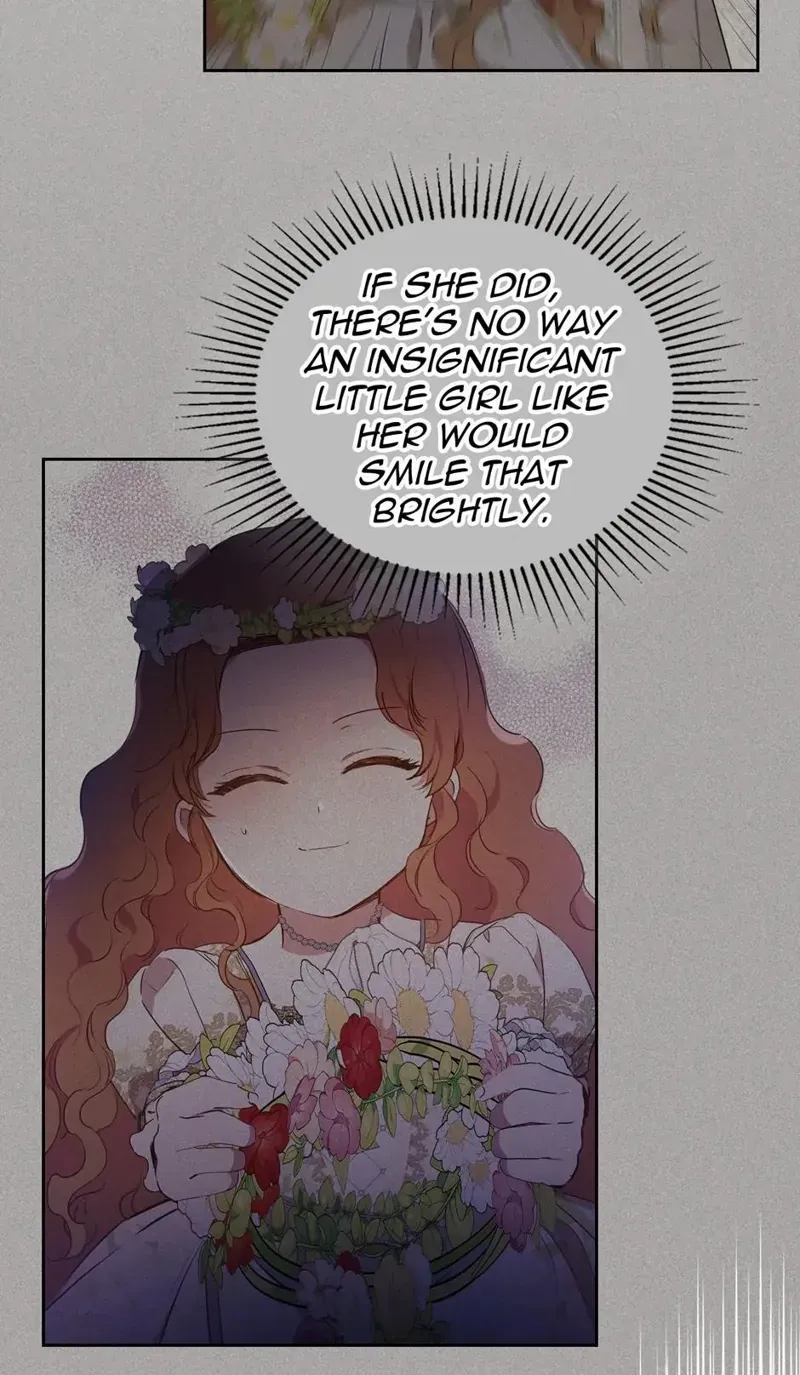 IF SHE DID,
THERE'S NO WAY
AN INSIGNIFICANT
LITTLE GIRL LIKE
HER WOULD
SMILE THAT
BRIGHTLY.